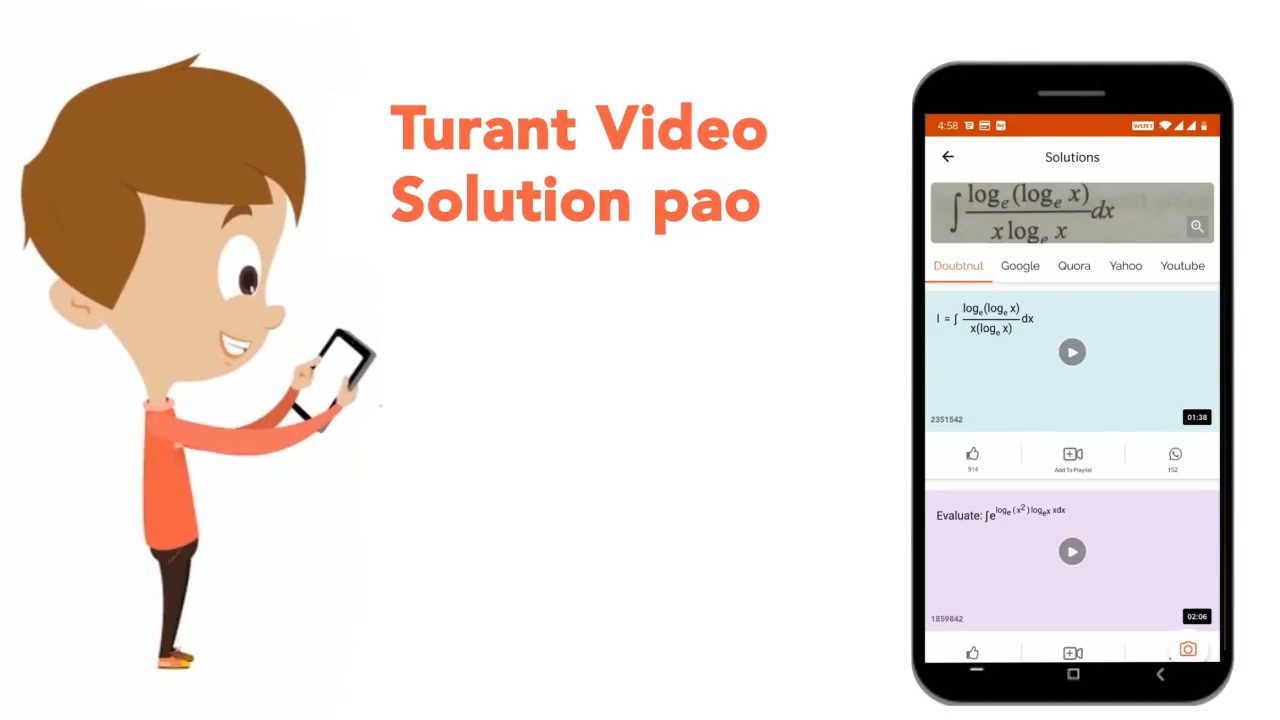 Turant Video
Solution pao
4:58
Solutions
∫ logₑ(logₑ x) / x logₑ x dx
Doubtnut Google Quora Yahoo Youtube
I = ∫ logₑ(logₑ x) / x(logₑ x) dx
2351542 01:38
914 Add To Playlist 152
Evaluate: ∫e^logₑ(x²)logₑx xdx
1859842 02:06